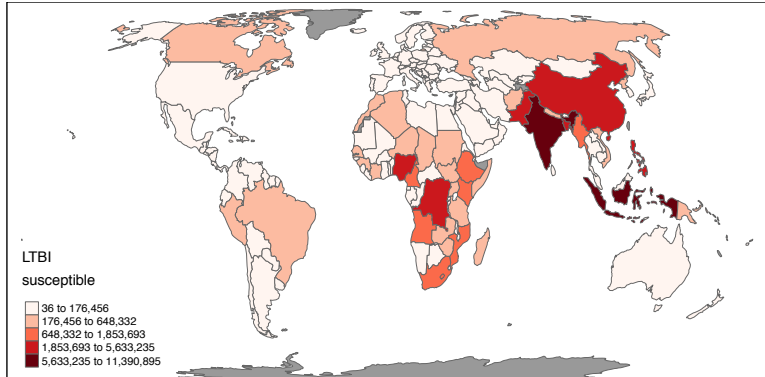 LTBI
susceptible
36 to 176,456
176,456 to 648,332
648,332 to 1,853,693
1,853,693 to 5,633,235
5,633,235 to 11,390,895